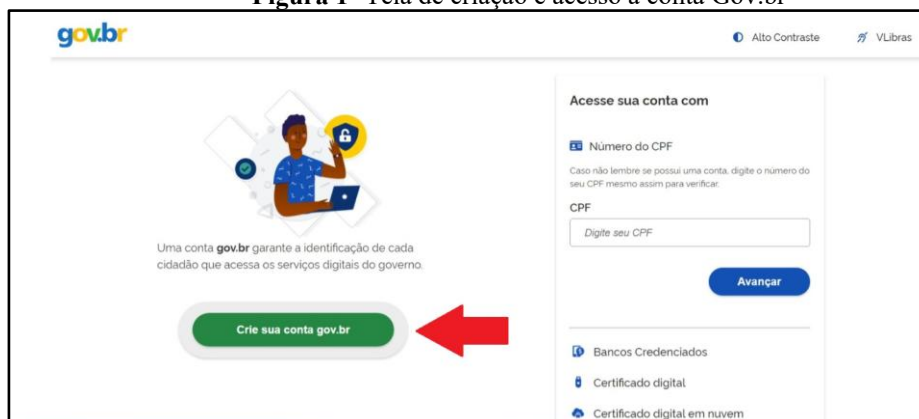 Figura 1 - Tela de criação e acesso a conta Gov.br
gov.br
Alto Contraste
VLibras
Uma conta gov.br garante a identificação de cada
cidadão que acessa os serviços digitais do governo.
Crie sua conta gov.br
Acesse sua conta com
Número do CPF
Caso não lembre se possui uma conta, digite o número do
seu CPF mesmo assim para verificar.
CPF
Digite seu CPF
Avançar
Bancos Credenciados
Certificado digital
Certificado digital em nuvem